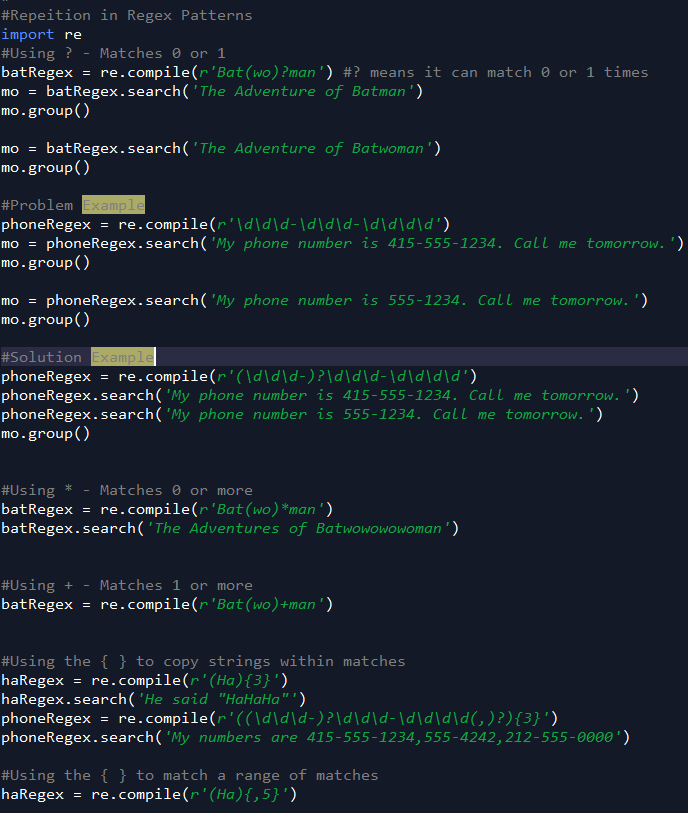 #Repeition in Regex Patterns
import re
#Using ? - Matches 0 or 1
batRegex = re.compile(r'Bat(wo)?man') #? means it can match 0 or 1 times
mo = batRegex.search('The Adventure of Batman')
mo.group()
mo = batRegex.search('The Adventure of Batwoman')
mo.group()
#Problem Example
phoneRegex = re.compile(r'\d\d\d-\d\d\d-\d\d\d\d')
mo = phoneRegex.search('My phone number is 415-555-1234. Call me tomorrow.')
mo.group()
mo = phoneRegex.search('My phone number is 555-1234. Call me tomorrow.')
mo.group()
#Solution Example
phoneRegex = re.compile(r'(\d\d\d-)?\d\d\d-\d\d\d\d')
phoneRegex.search('My phone number is 415-555-1234. Call me tomorrow.')
phoneRegex.search('My phone number is 555-1234. Call me tomorrow.')
mo.group()
#Using * - Matches 0 or more
batRegex = re.compile(r'Bat(wo)*man')
batRegex.search('The Adventures of Batwowowowoman')
#Using + - Matches 1 or more
batRegex = re.compile(r'Bat(wo)+man')
#Using the { } to copy strings within matches
haRegex = re.compile(r'(Ha){3}')
haRegex.search('He said "HaHaHa"')
phoneRegex = re.compile(r'((\d\d\d-)?\d\d\d-\d\d\d\d(,)?){3}')
phoneRegex.search('My numbers are 415-555-1234,555-4242,212-555-0000')
#Using the { } to match a range of matches
haRegex = re.compile(r'(Ha){,5}')